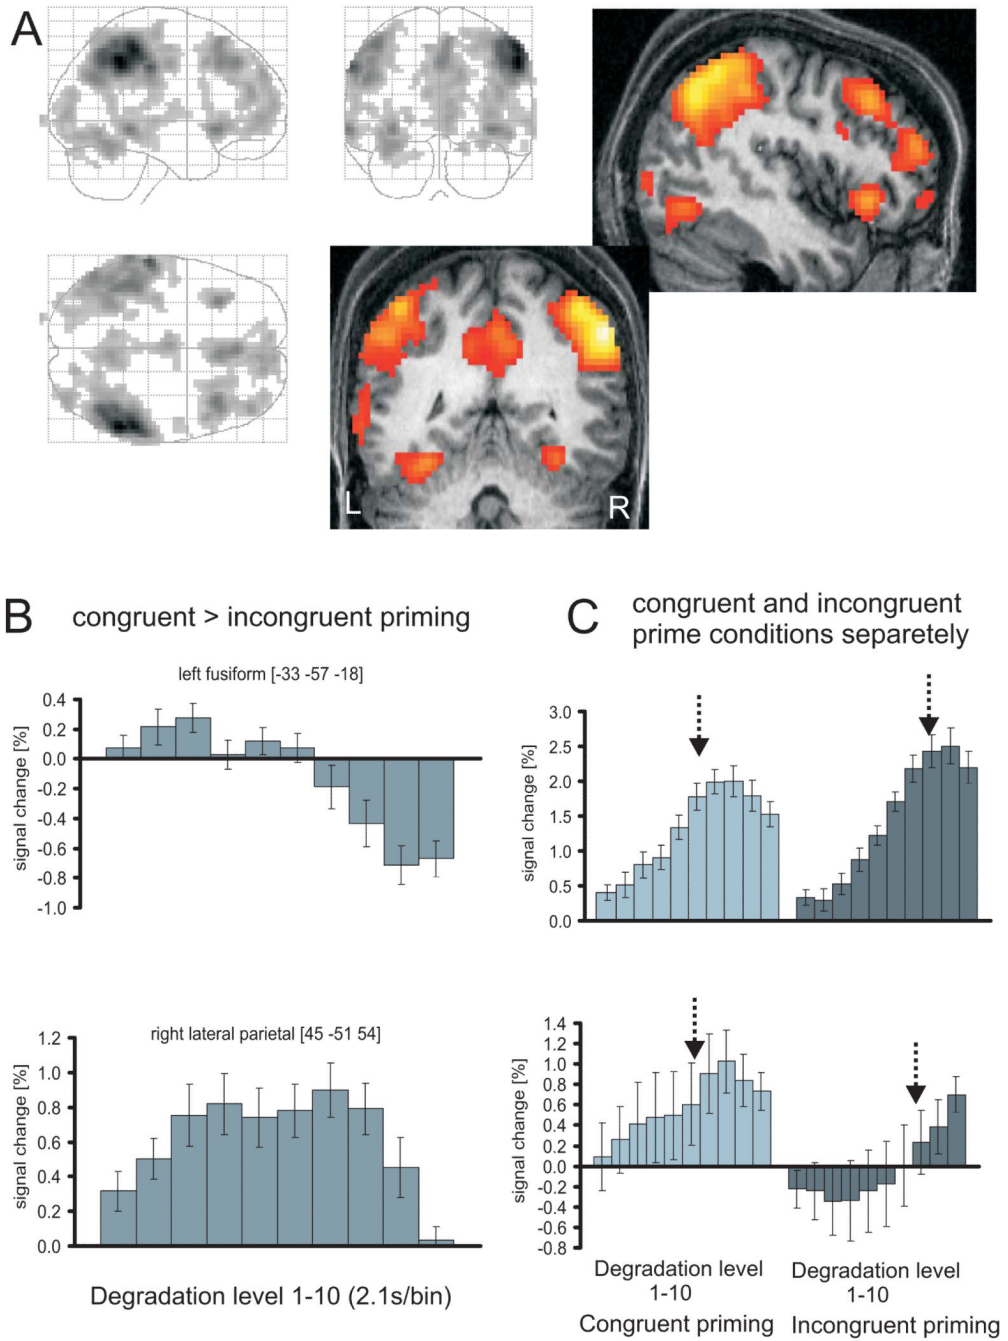 A
L
R
B
congruent > incongruent priming
left fusiform [-33 -57 -18]
0.4
0.2
0.0
-0.2
-0.4
-0.6
-0.8
-1.0
signal change [%]
right lateral parietal [45 -51 54]
1.2
1.0
0.8
0.6
0.4
0.2
0.0
signal change [%]
Degradation level 1-10 (2.1s/bin)
C
congruent and incongruent
prime conditions separetely
3.0
2.5
2.0
1.5
1.0
0.5
0.0
signal change [%]
1.4
1.2
1.0
0.8
0.6
0.4
0.2
0.0
-0.2
-0.4
-0.6
-0.8
signal change [%]
Degradation level
1-10
Congruent priming
Degradation level
1-10
Incongruent priming